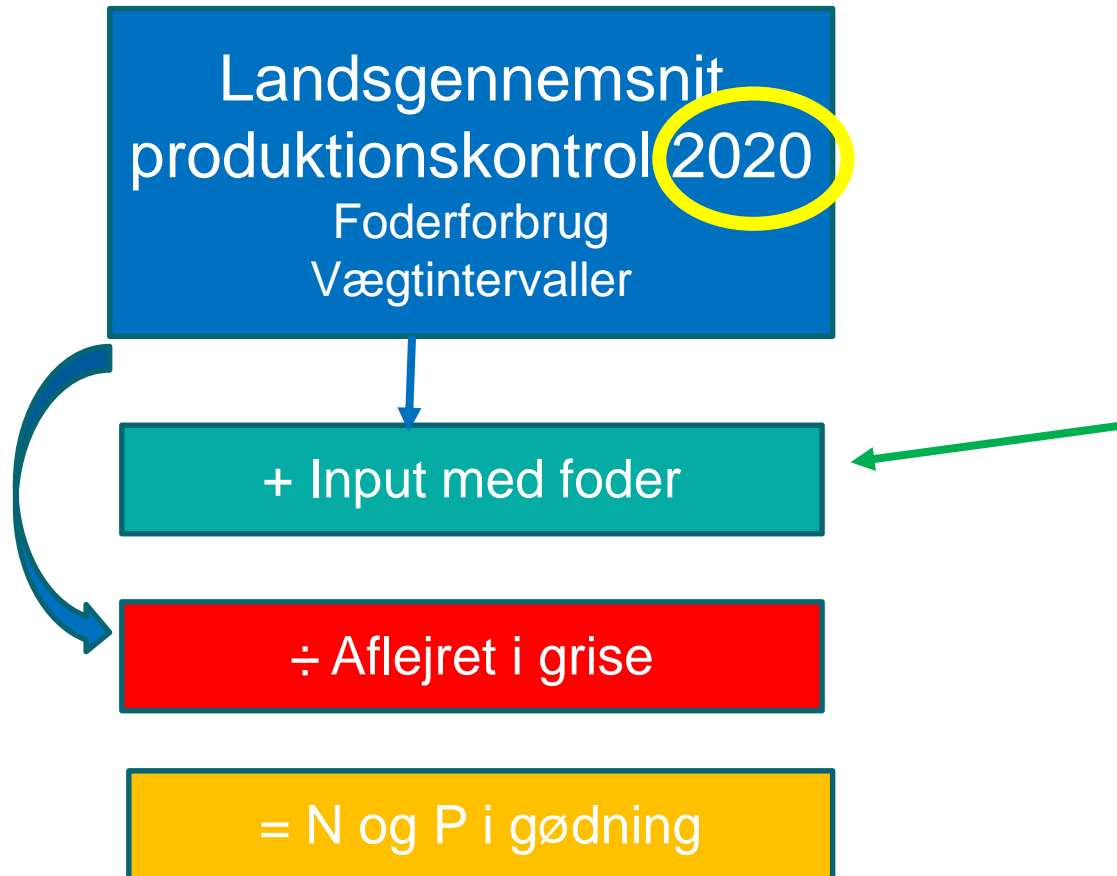 Landsgennemsnit
produktionskontrol 2020
Foderforbrug
Vægtintervaller
+ Input med foder
÷ Aflejret i grise
= N og P i gødning